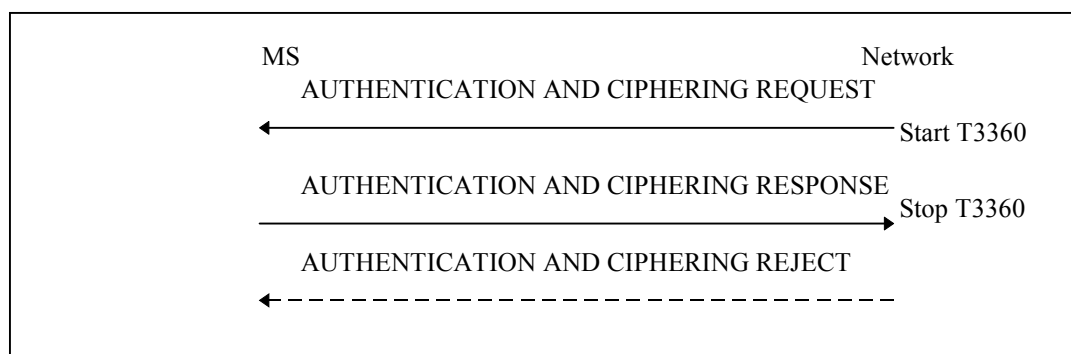 MS Network
AUTHENTICATION AND CIPHERING REQUEST
Start T3360
AUTHENTICATION AND CIPHERING RESPONSE
Stop T3360
AUTHENTICATION AND CIPHERING REJECT